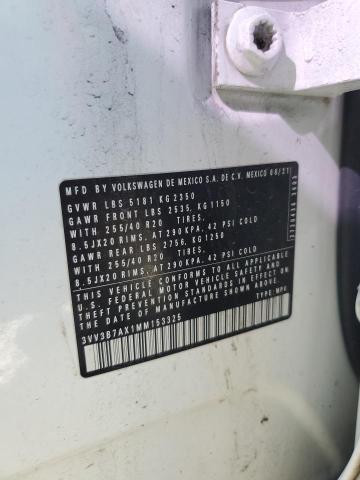 MFD BY VOLKSWAGEN DE MEXICO S.A. DE C.V. MEXICO 06/21
GVWR LBS 5181 KG 2350
GAWR FRONT LBS 2535, KG 1150
WITH 255/40 R20 TIRES.
8.5JX20 RIMS, AT 290 KPA, 42 PSI COLD
GAWR REAR LBS 2756, KG 1250
WITH 255/40 R20 TIRES.
8.5JX20 RIMS, AT 290KPA, 42 PSI COLD
THIS VEHICLE CONFORMS TO ALL APPLICABLE
U.S. FEDERAL MOTOR VEHICLE SAFETY
AND THEFT PREVENTION STANDARDS IN EFFECT ON
THE DATE OF MANUFACTURE SHOWN ABOVE.
3VV3B7AX1MM153325 TYPE: MPV